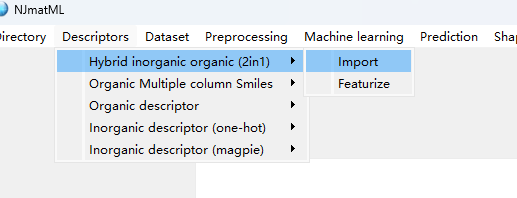 NJmatML
Directory Descriptors Dataset Preprocessing Machine learning Prediction Shap
Hybrid inorganic organic (2in1) Import
Organic Multiple column Smiles Featurize
Organic descriptor
Inorganic descriptor (one-hot)
Inorganic descriptor (magpie)